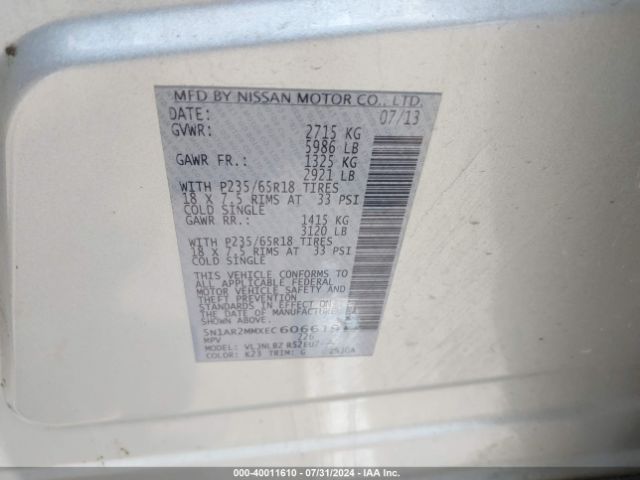 MFD BY NISSAN MOTOR CO., LTD.
DATE: 07/13
GVWR: 2715 KG
5986 LB
GAWR FR.: 1325 KG
2921 LB
WITH P235/65R18 TIRES
18 X 7.5 RIMS AT 33 PSI
COLD SINGLE
GAWR RR.: 1415 KG
3120 LB
WITH P235/65R18 TIRES
18 X 7.5 RIMS AT 33 PSI
COLD SINGLE
THIS VEHICLE CONFORMS TO
ALL APPLICABLE FEDERAL
MOTOR VEHICLE SAFETY AND
THEFT PREVENTION
STANDARDS IN EFFECT ON
THE DATE OF MANUFACTURE
MPV 226
MODEL:
COLOR: K23 TRIM: G
000-40011610 - 07/31/2024 - IAA Inc.